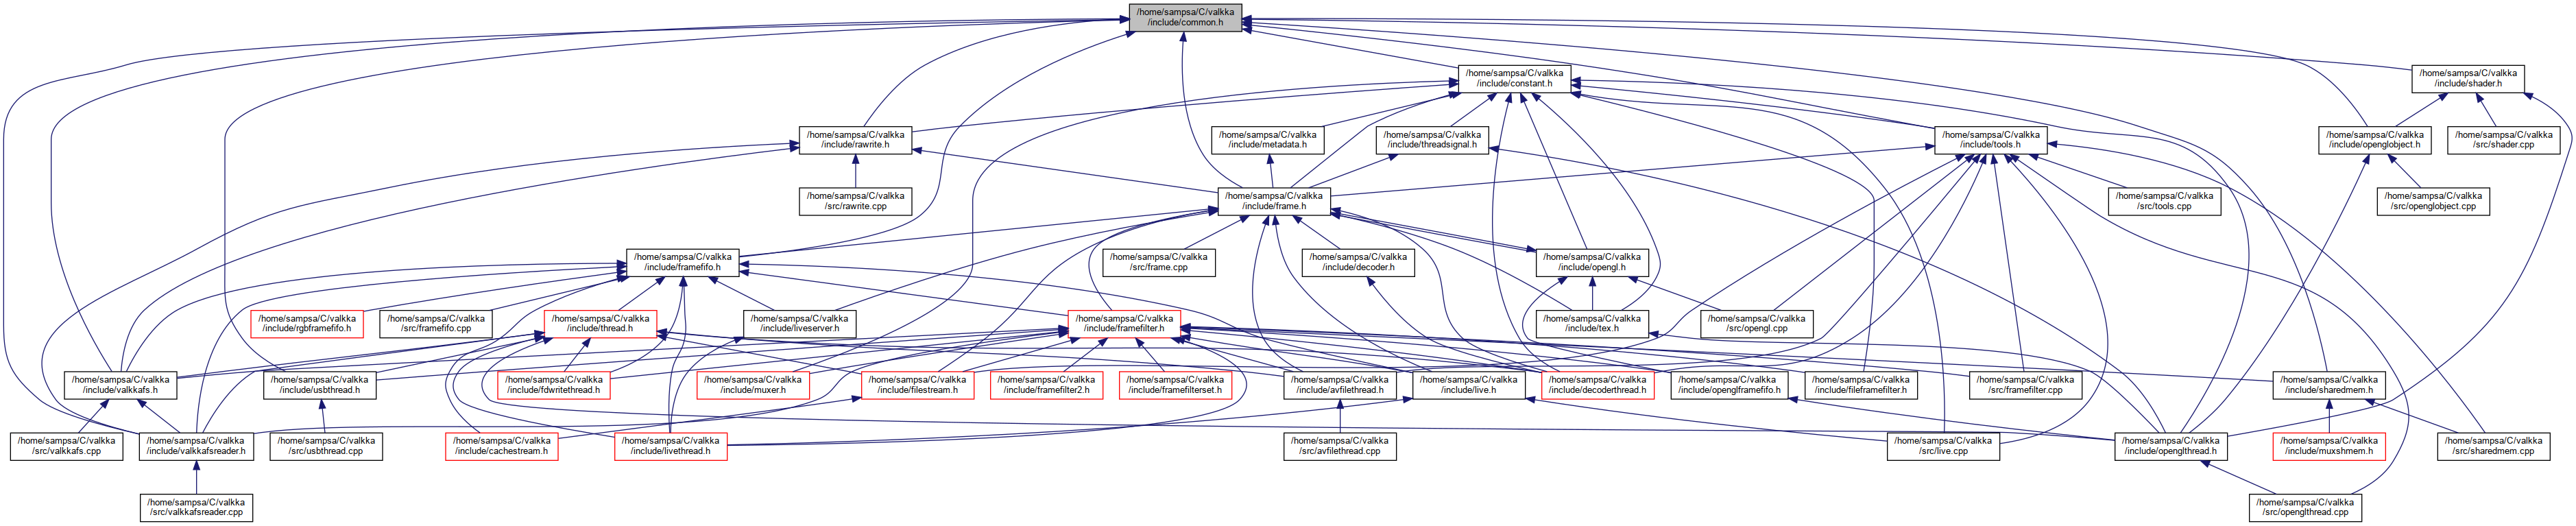 /home/sampsa/C/valkka
/include/common.h
/home/sampsa/C/valkka
/include/constant.h
/home/sampsa/C/valkka
/include/shader.h
/home/sampsa/C/valkka
/include/rawrite.h
/home/sampsa/C/valkka
/include/metadata.h
/home/sampsa/C/valkka
/include/threadsignal.h
/home/sampsa/C/valkka
/include/tools.h
/home/sampsa/C/valkka
/include/openglobject.h
/home/sampsa/C/valkka
/src/shader.cpp
/home/sampsa/C/valkka
/src/rawrite.cpp
/home/sampsa/C/valkka
/include/frame.h
/home/sampsa/C/valkka
/src/tools.cpp
/home/sampsa/C/valkka
/src/openglobject.cpp
/home/sampsa/C/valkka
/include/framefifo.h
/home/sampsa/C/valkka
/src/frame.cpp
/home/sampsa/C/valkka
/include/decoder.h
/home/sampsa/C/valkka
/include/opengl.h
/home/sampsa/C/valkka
/include/rgbframefifo.h
/home/sampsa/C/valkka
/src/framefifo.cpp
/home/sampsa/C/valkka
/include/thread.h
/home/sampsa/C/valkka
/include/liveserver.h
/home/sampsa/C/valkka
/include/framefilter.h
/home/sampsa/C/valkka
/include/tex.h
/home/sampsa/C/valkka
/src/opengl.cpp
/home/sampsa/C/valkka
/include/valkkafs.h
/home/sampsa/C/valkka
/include/usbthread.h
/home/sampsa/C/valkka
/include/fdwritethread.h
/home/sampsa/C/valkka
/include/muxer.h
/home/sampsa/C/valkka
/include/filestream.h
/home/sampsa/C/valkka
/include/framefilter2.h
/home/sampsa/C/valkka
/include/framefilterset.h
/home/sampsa/C/valkka
/include/avfilethread.h
/home/sampsa/C/valkka
/include/live.h
/home/sampsa/C/valkka
/include/decoderthread.h
/home/sampsa/C/valkka
/include/openglframefifo.h
/home/sampsa/C/valkka
/include/fileframefilter.h
/home/sampsa/C/valkka
/src/framefilter.cpp
/home/sampsa/C/valkka
/include/sharedmem.h
/home/sampsa/C/valkka
/src/valkkafs.cpp
/home/sampsa/C/valkka
/include/valkkafsreader.h
/home/sampsa/C/valkka
/src/usbthread.cpp
/home/sampsa/C/valkka
/include/cachestream.h
/home/sampsa/C/valkka
/include/livethread.h
/home/sampsa/C/valkka
/src/avfilethread.cpp
/home/sampsa/C/valkka
/src/live.cpp
/home/sampsa/C/valkka
/include/openglthread.h
/home/sampsa/C/valkka
/include/muxshmem.h
/home/sampsa/C/valkka
/src/sharedmem.cpp
/home/sampsa/C/valkka
/src/valkkafsreader.cpp
/home/sampsa/C/valkka
/src/openglthread.cpp